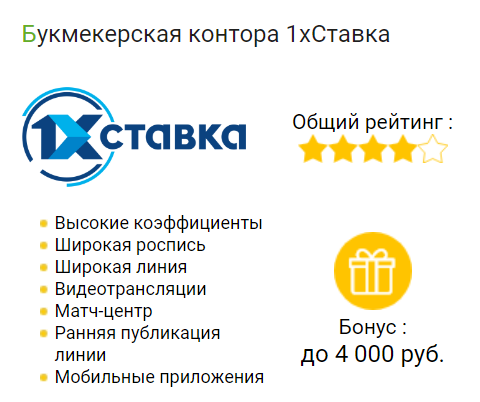 Букмекерская контора 1хСтавка
1Xставка
Общий рейтинг :
Высокие коэффициенты
Широкая роспись
Широкая линия
Видеотрансляции
Матч-центр
Ранняя публикация
линии
Мобильные приложения
Бонус :
до 4 000 руб.